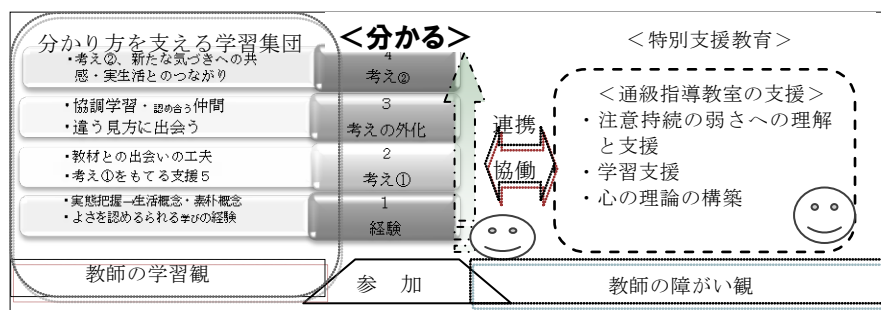 分かり方を支える学習集団
・考え②、新たな気づきへの共
感・実生活とのつながり
・協調学習・認め合う仲間
・違う見方に出会う
・教材との出会いの工夫
・考え①をもてる支援5
・実態把握―生活概念・素朴概念
・よさを認めるられる学びの経験
教師の学習観
<分かる>
4
考え②
3
考えの外化
2
考え①
1
経験
参 加
連携
協働
<特別支援教育>
<通級指導教室の支援>
・注意持続の弱さへの理解
と支援
・学習支援
・心の理論の構築
教師の障がい観